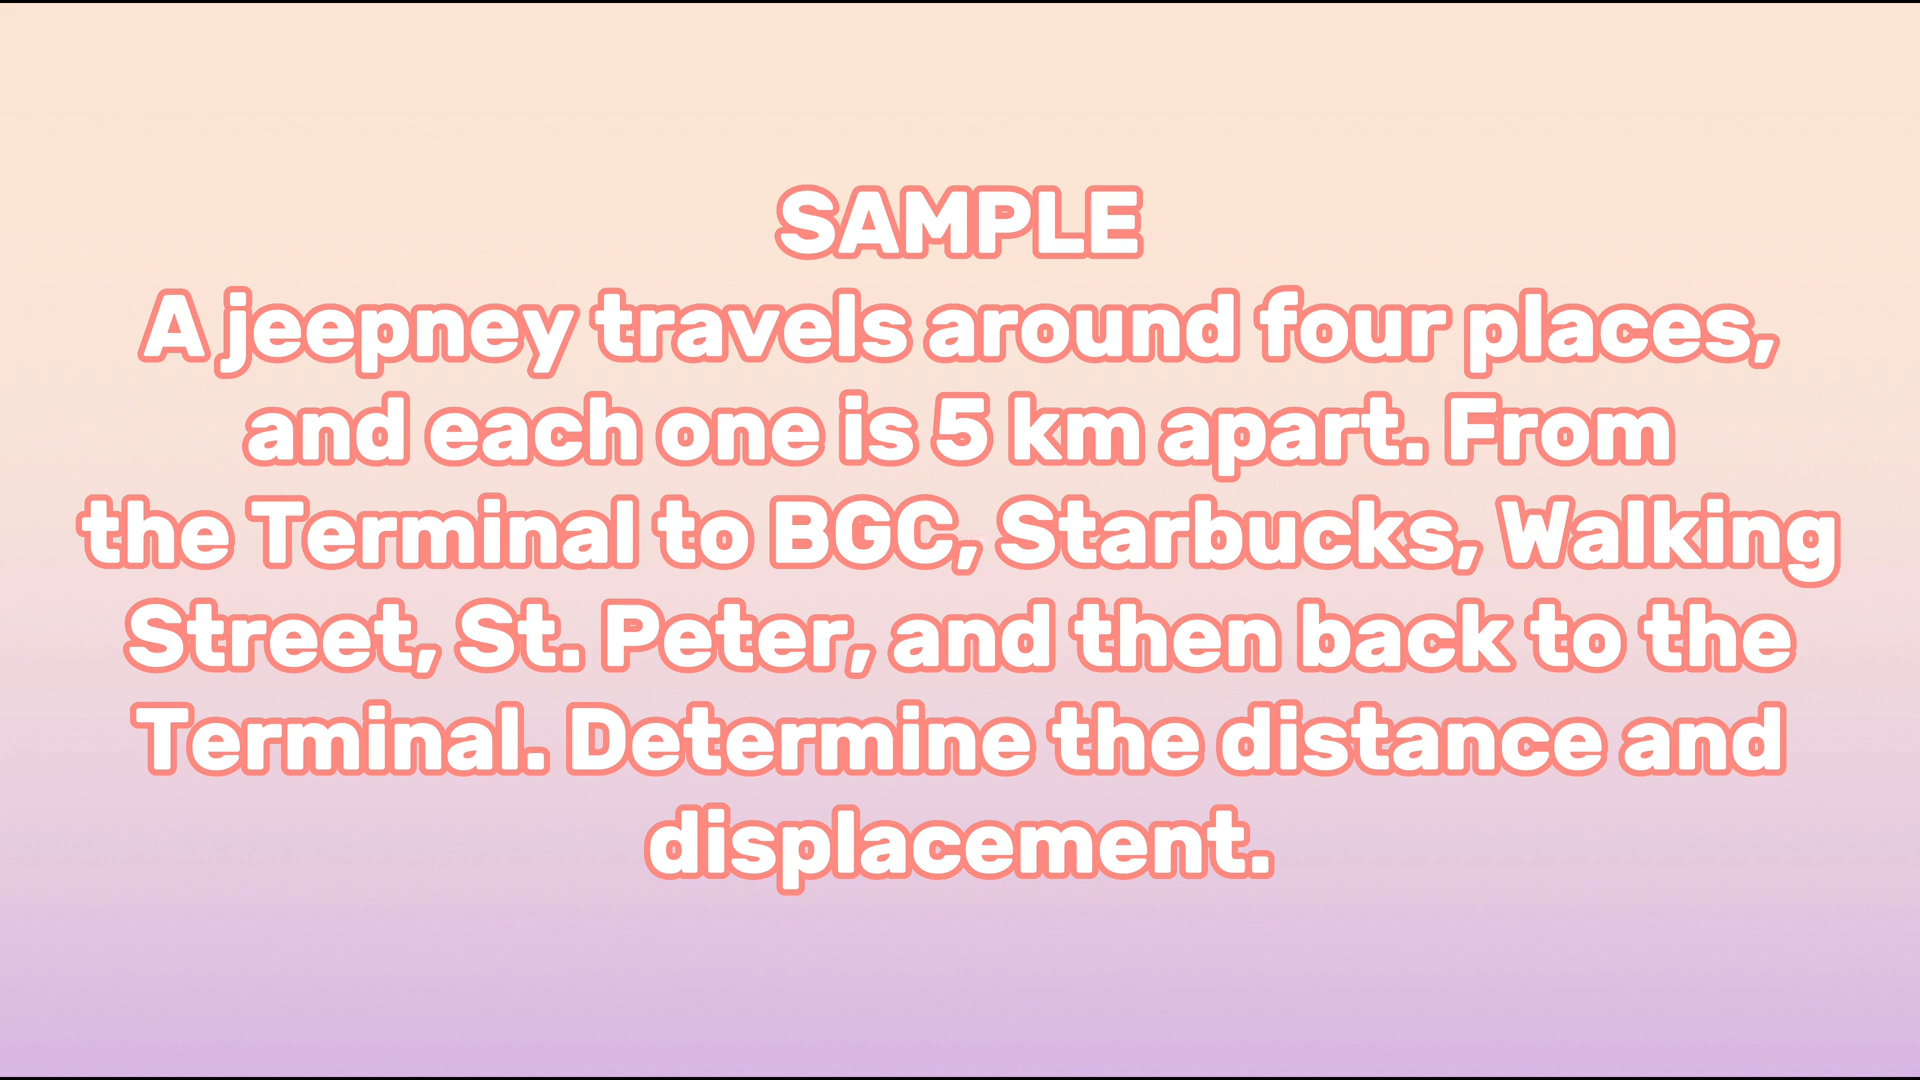 SAMPLE
A jeepney travels around four places,
and each one is 5 km apart. From
the Terminal to BGC, Starbucks, Walking
Street, St. Peter, and then back to the
Terminal. Determine the distance and
displacement.